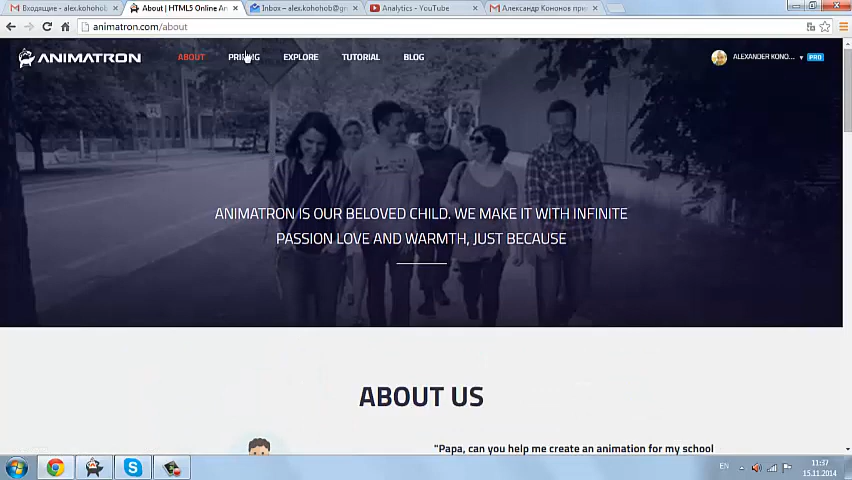 Входящие - alex.kohohob
About | HTML5 Online An
Inbox – alex.kohohob@gm
Analytics - YouTube
Александр Кононов при
animatron.com/about
ANIMATRON
ABOUT
PRICING
EXPLORE
TUTORIAL
BLOG
ALEXANDER KONO...
PRO
ANIMATRON IS OUR BELOVED CHILD. WE MAKE IT WITH INFINITE
PASSION LOVE AND WARMTH, JUST BECAUSE
ABOUT US
"Papa, can you help me create an animation for my school
EN
11:37
15.11.2014